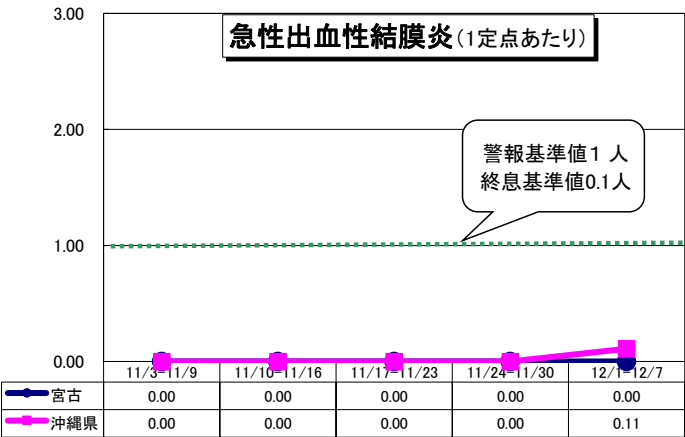 急性出血性結膜炎(1定点あたり)
3.00
2.00
1.00
0.00
警報基準値1 人
終息基準値0.1人
11/3-11/9 11/10-11/16 11/17-11/23 11/24-11/30 12/1-12/7
宮古 0.00 0.00 0.00 0.00 0.00
沖縄県 0.00 0.00 0.00 0.00 0.11